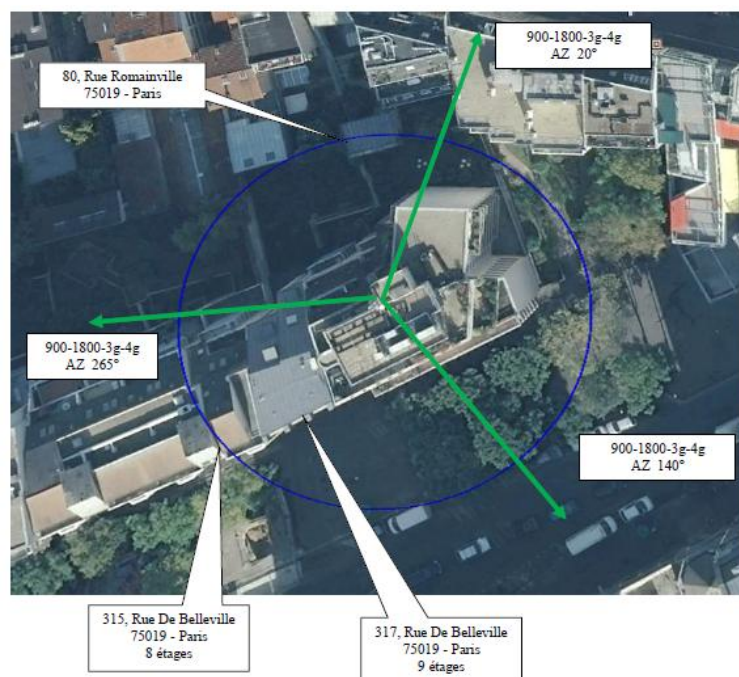 900-1800-3g-4g
AZ 20°
80, Rue Romainville
75019 - Paris
900-1800-3g-4g
AZ 265°
900-1800-3g-4g
AZ 140°
315, Rue De Belleville
75019 - Paris
8 étages
317, Rue De Belleville
75019 - Paris
9 étages